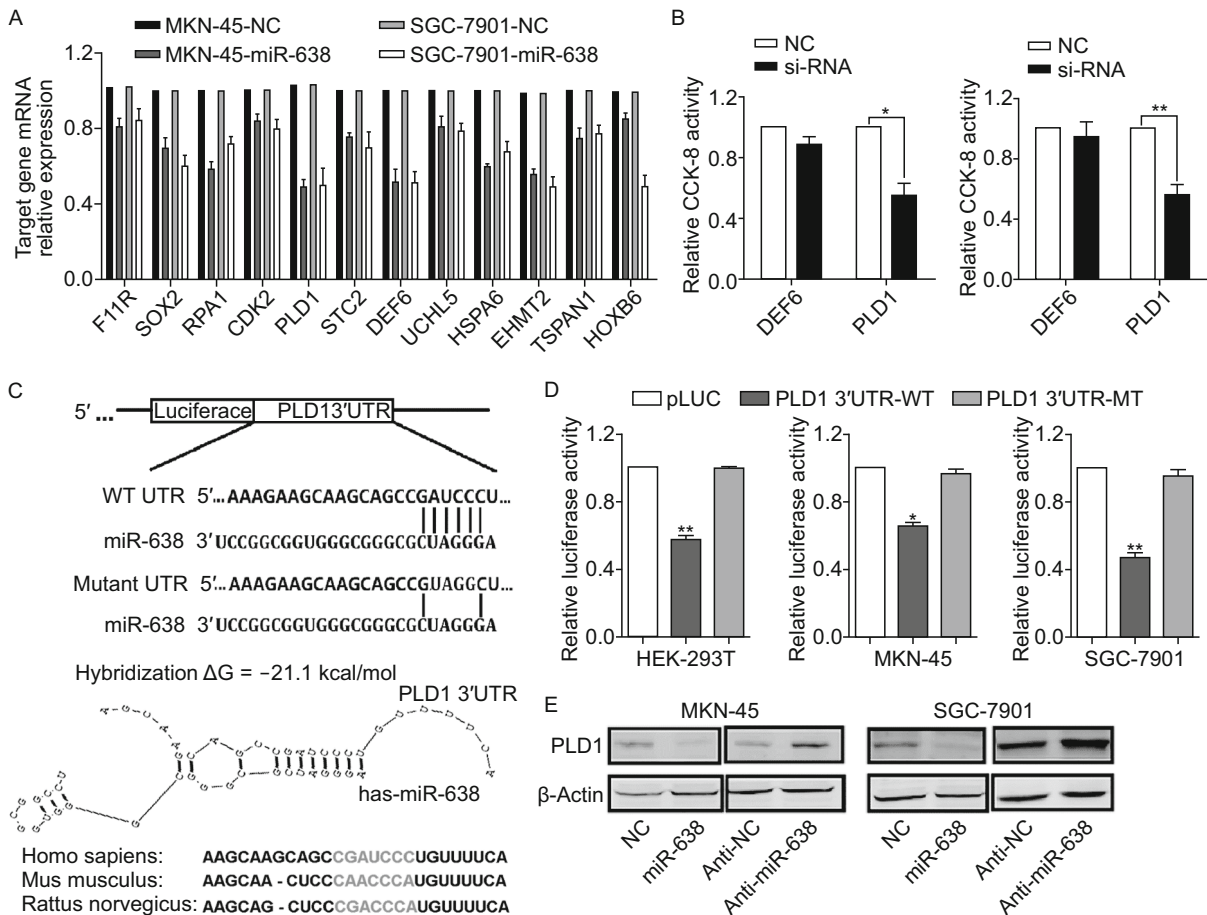 A
MKN-45-NC
SGC-7901-NC
MKN-45-miR-638
SGC-7901-miR-638
Target gene mRNA
relative expression
1.2
0.8
0.4
0.0
F11R
SOX2
RPA1
CDK2
PLD1
STC2
DEF6
UCHL5
HSPA6
EHMT2
TSPAN1
HOXB6
B
NC
si-RNA
Relative CCK-8 activity
1.2
0.9
0.6
0.3
0.0
*
DEF6
PLD1
NC
si-RNA
Relative CCK-8 activity
1.2
0.8
0.4
0.0
**
DEF6
PLD1
C
5′ ...
Luciferace
PLD13′UTR
WT UTR 5′... AAAGAAGCAAGCAGCCGAUCCCU...
miR-638 3′UCCGGCGGUGGGCGGGCGCUAGGGA
Mutant UTR 5′... AAAGAAGCAAGCAGCCGUAGGCU...
miR-638 3′UCCGGCGGUGGGCGGGCGCUAGGGA
Hybridization ΔG = −21.1 kcal/mol
PLD1 3′UTR
has-miR-638
Homo sapiens: AAGCAAGCAGCCGAUCCCUGUUUUCA
Mus musculus: AAGCAA - CUCCCAACCCAUGUUUUCA
Rattus norvegicus: AAGCAG - CUCCCGACCCAUGUUUUCA
D
pLUC
PLD1 3′UTR-WT
PLD1 3′UTR-MT
Relative luciferase activity
1.2
0.8
0.4
0.0
**
HEK-293T
Relative luciferase activity
1.2
0.8
0.4
0.0
*
MKN-45
Relative luciferase activity
1.2
0.8
0.4
0.0
**
SGC-7901
E
MKN-45
SGC-7901
PLD1
β-Actin
NC
miR-638
Anti-NC
Anti-miR-638
NC
miR-638
Anti-NC
Anti-miR-638